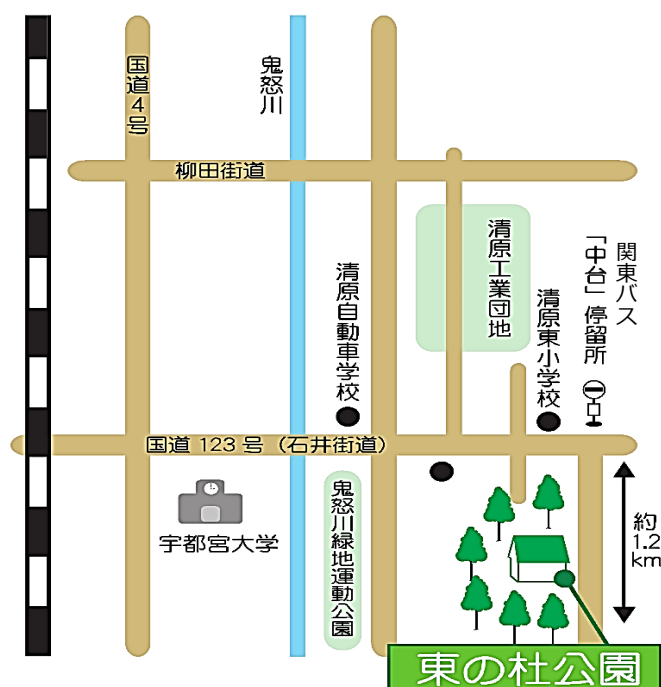 国道4号
鬼怒川
柳田街道
清原工業団地
関東バス
「中台」停留所
清原自動車学校
清原東小学校
国道 123 号（石井街道）
宇都宮大学
鬼怒川緑地運動公園
約
1.2
km
東の杜公園